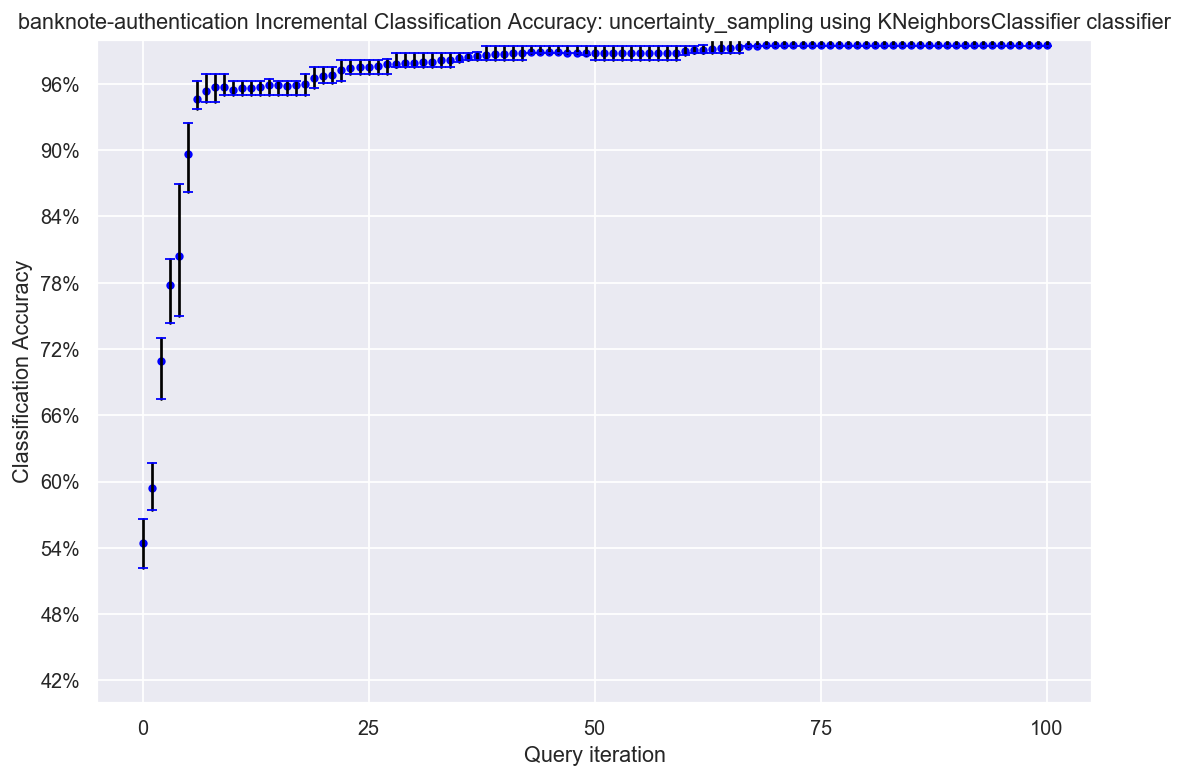 banknote-authentication Incremental Classification Accuracy: uncertainty_sampling using KNeighborsClassifier classifier
96%
90%
84%
78%
72%
66%
60%
54%
48%
42%
Classification Accuracy
0 25 50 75 100
Query iteration